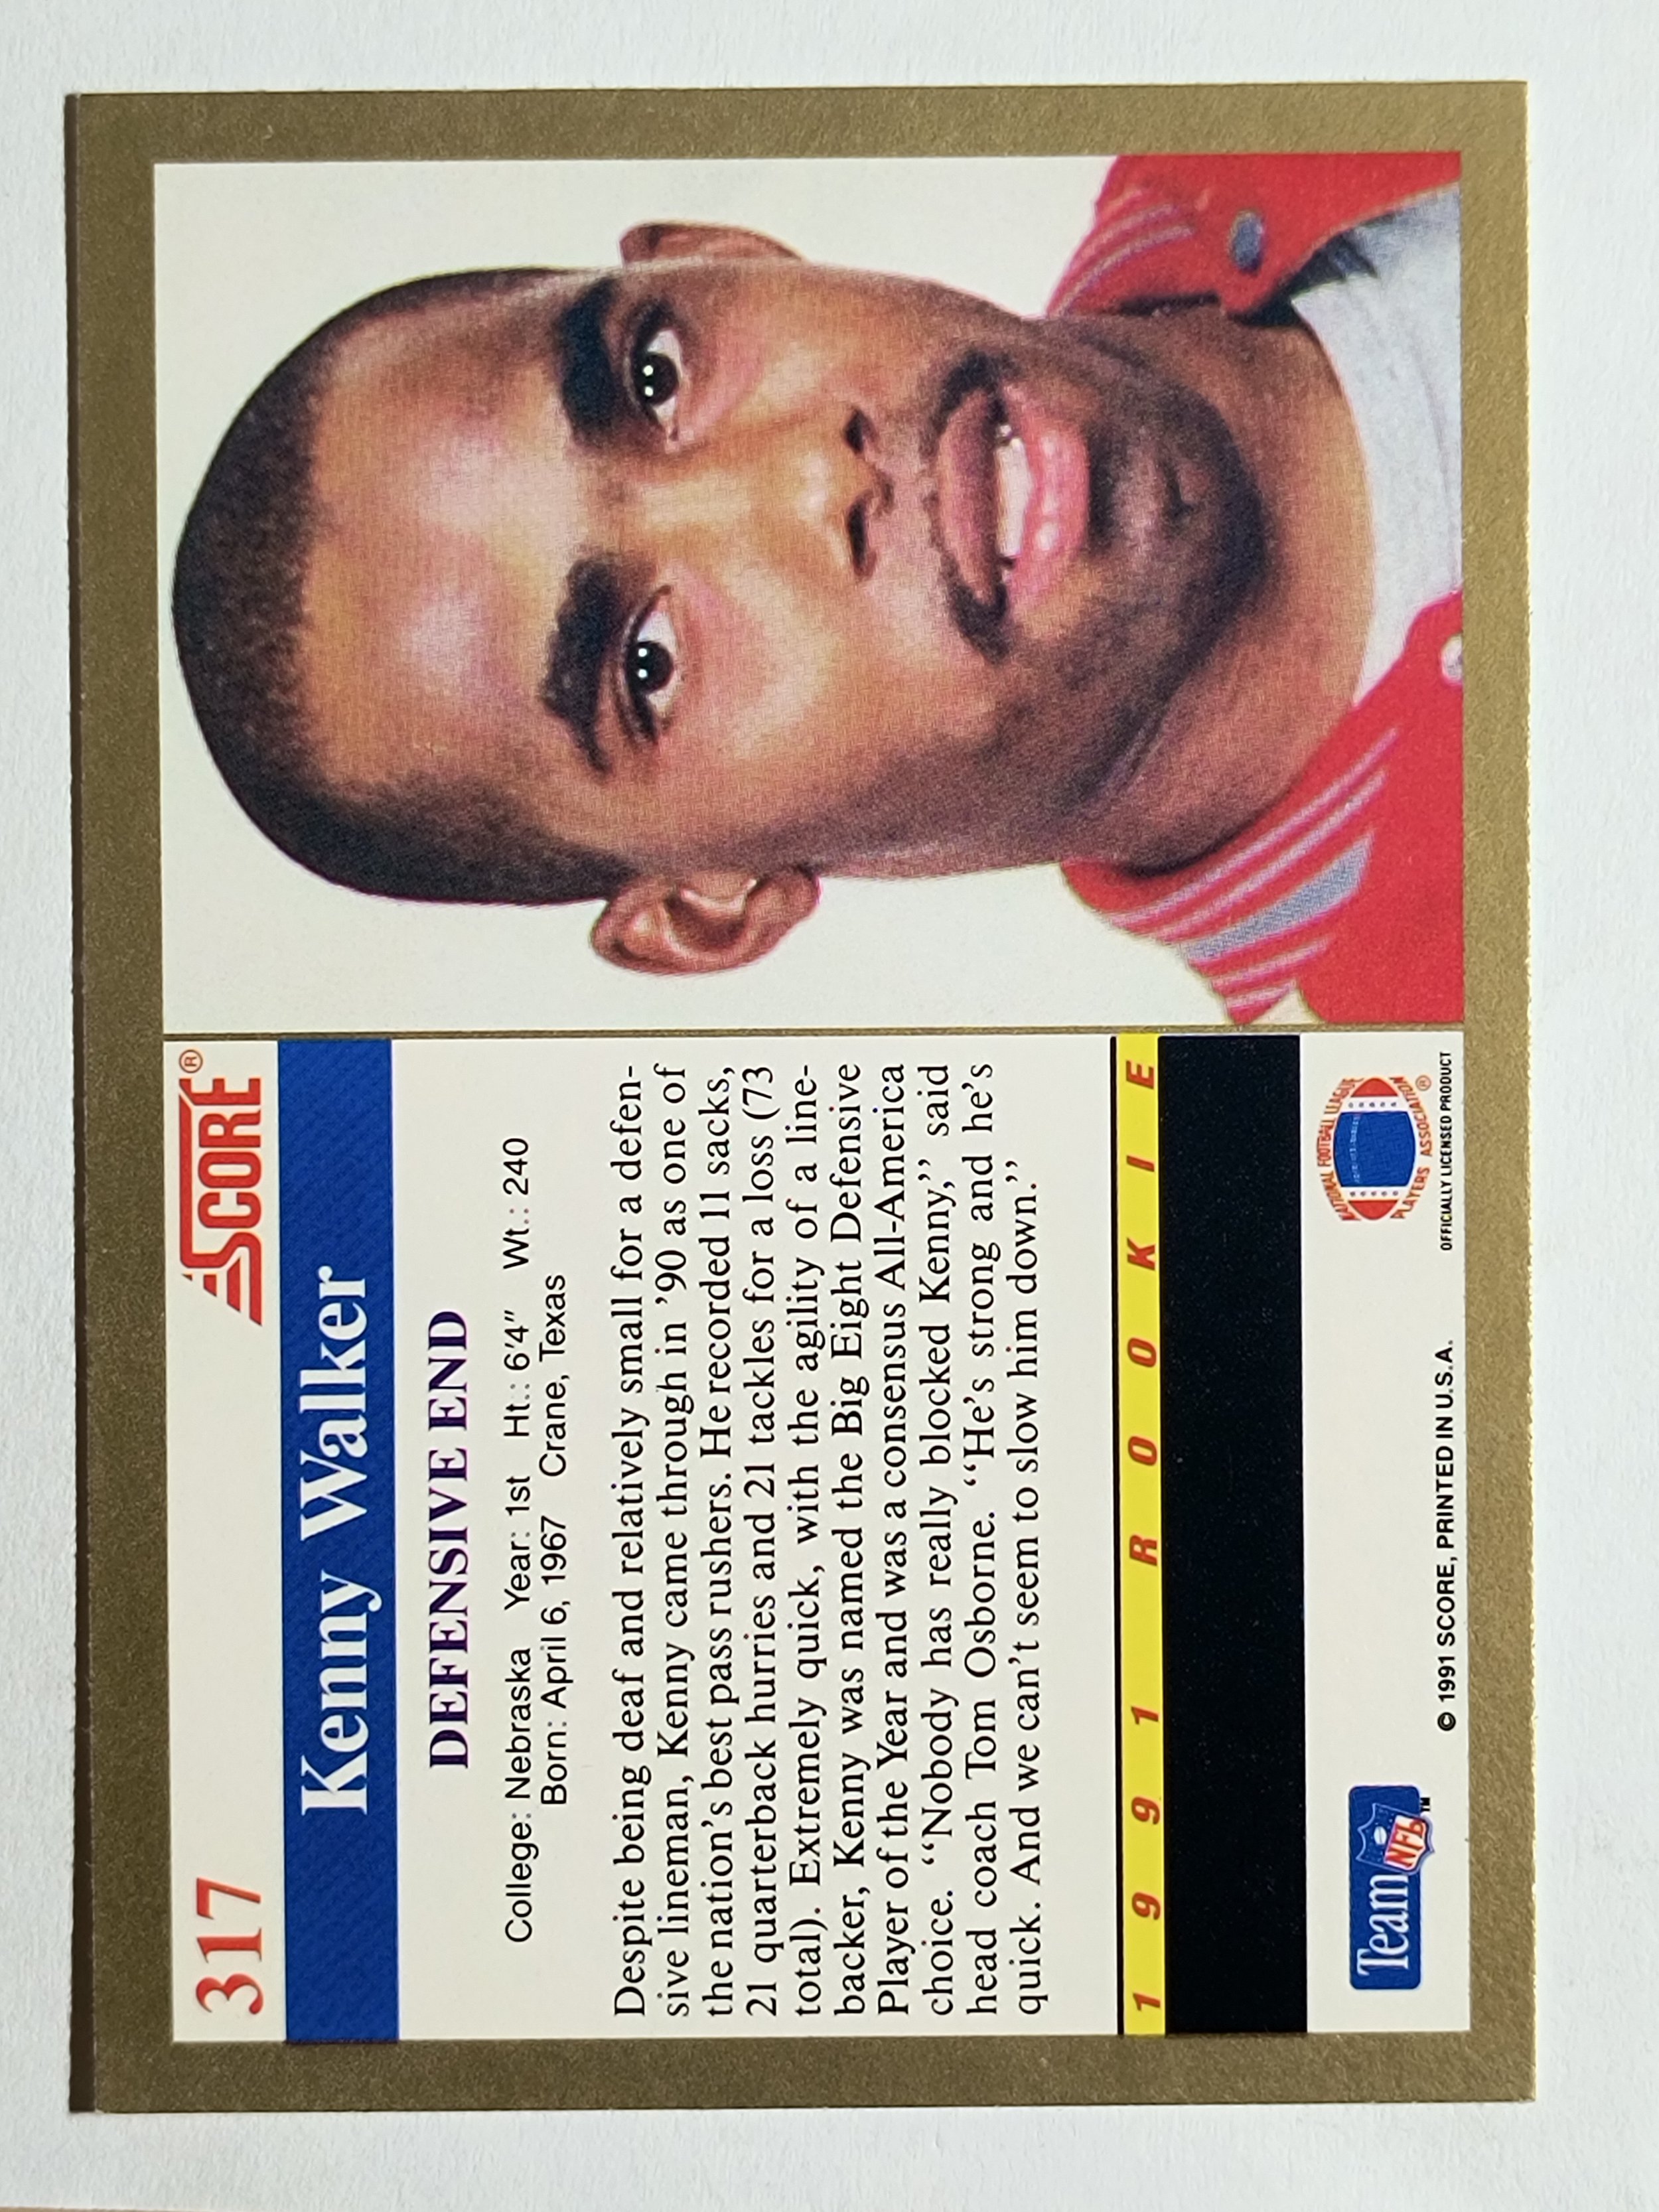 317 SCORE®
Kenny Walker
DEFENSIVE END
College: Nebraska Year: 1st Ht.: 6'4" Wt.: 240
Born: April 6, 1967 Crane, Texas
Despite being deaf and relatively small for a defen-
sive lineman, Kenny came through in '90 as one of
the nation's best pass rushers. He recorded 11 sacks,
21 quarterback hurries and 21 tackles for a loss (73
total). Extremely quick, with the agility of a line-
backer, Kenny was named the Big Eight Defensive
Player of the Year and was a consensus All-America
choice. “Nobody has really blocked Kenny,” said
head coach Tom Osborne. “He's strong and he's
quick. And we can't seem to slow him down.”
1991 ROOKIE
Team NFL™
© 1991 SCORE, PRINTED IN U.S.A.
NATIONAL FOOTBALL LEAGUE
PLAYERS ASSOCIATION®
OFFICIALLY LICENSED PRODUCT